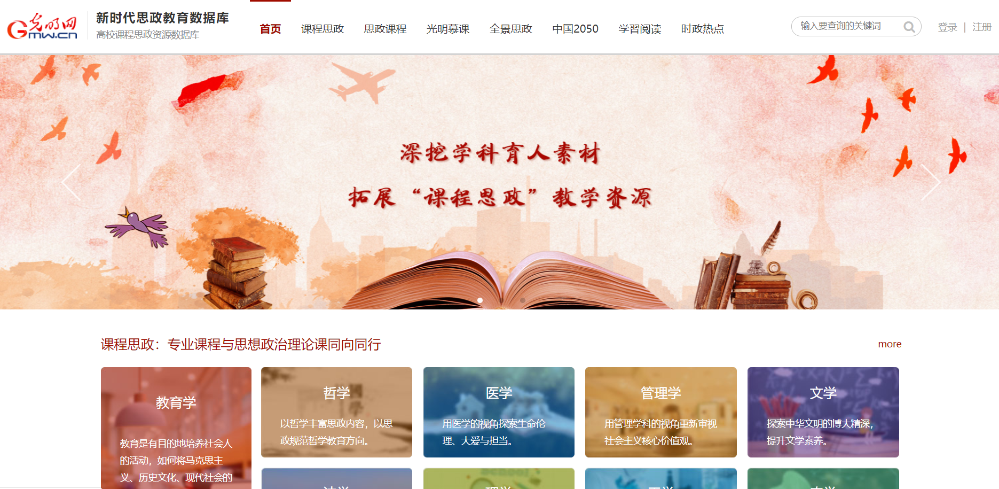 光明网
Gmw.cn
新时代思政教育数据库
高校课程思政资源数据库
首页
课程思政
思政课程
光明慕课
全景思政
中国2050
学習阅读
时政热点
输入要查询的关键词
登录 | 注册
深挖学科育人素材
拓展“课程思政”教学资源
课程思政：专业课程与思想政治理论课同向同行
more
教育学
教育是有目的地培养社会人
的活动，如何将马克思主
义、历史文化、现代社会的
哲学
以哲学丰富思政内容，以思
政规范哲学教育方向。
医学
用医学的视角探索生命伦
理、大爱与担当。
管理学
用管理学科的视角重新审视
社会主义核心价值观。
文学
探索中华文明的博大精深，
提升文学素养。